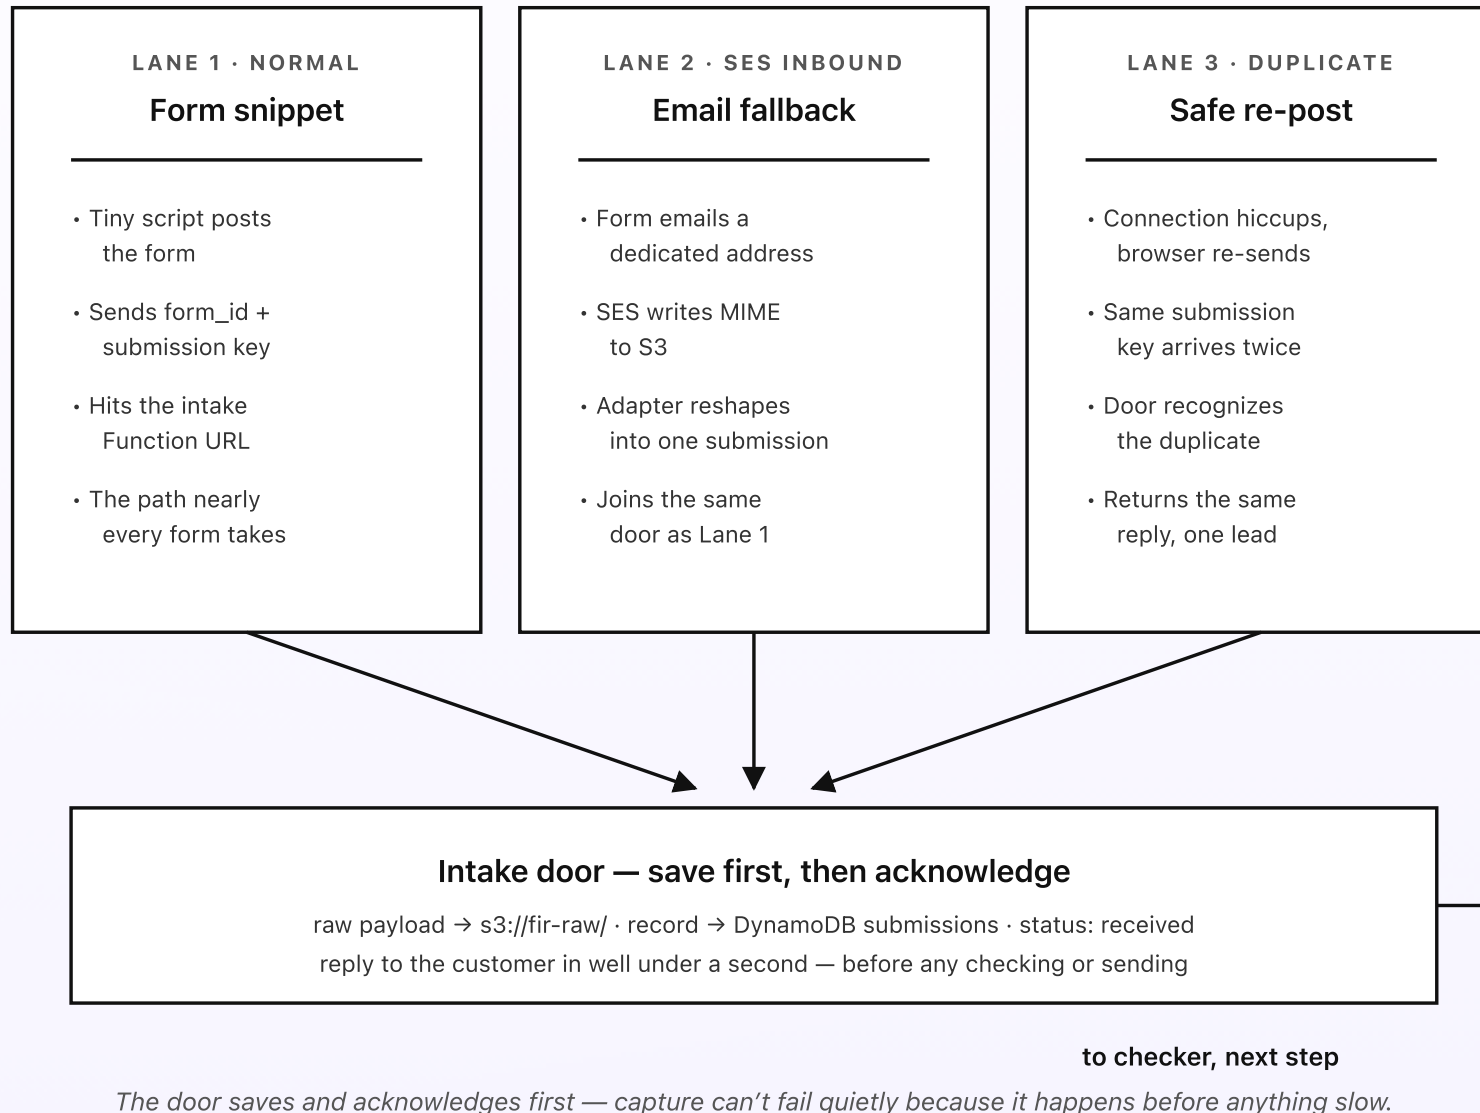 LANE 1 · NORMAL
Form snippet
• Tiny script posts
the form
• Sends form_id +
submission key
• Hits the intake
Function URL
• The path nearly
every form takes
LANE 2 · SES INBOUND
Email fallback
• Form emails a
dedicated address
• SES writes MIME
to S3
• Adapter reshapes
into one submission
• Joins the same
door as Lane 1
LANE 3 · DUPLICATE
Safe re-post
• Connection hiccups,
browser re-sends
• Same submission
key arrives twice
• Door recognizes
the duplicate
• Returns the same
reply, one lead
Intake door — save first, then acknowledge
raw payload → s3://fir-raw/ · record → DynamoDB submissions · status: received
reply to the customer in well under a second — before any checking or sending
to checker, next step
The door saves and acknowledges first — capture can’t fail quietly because it happens before anything slow.